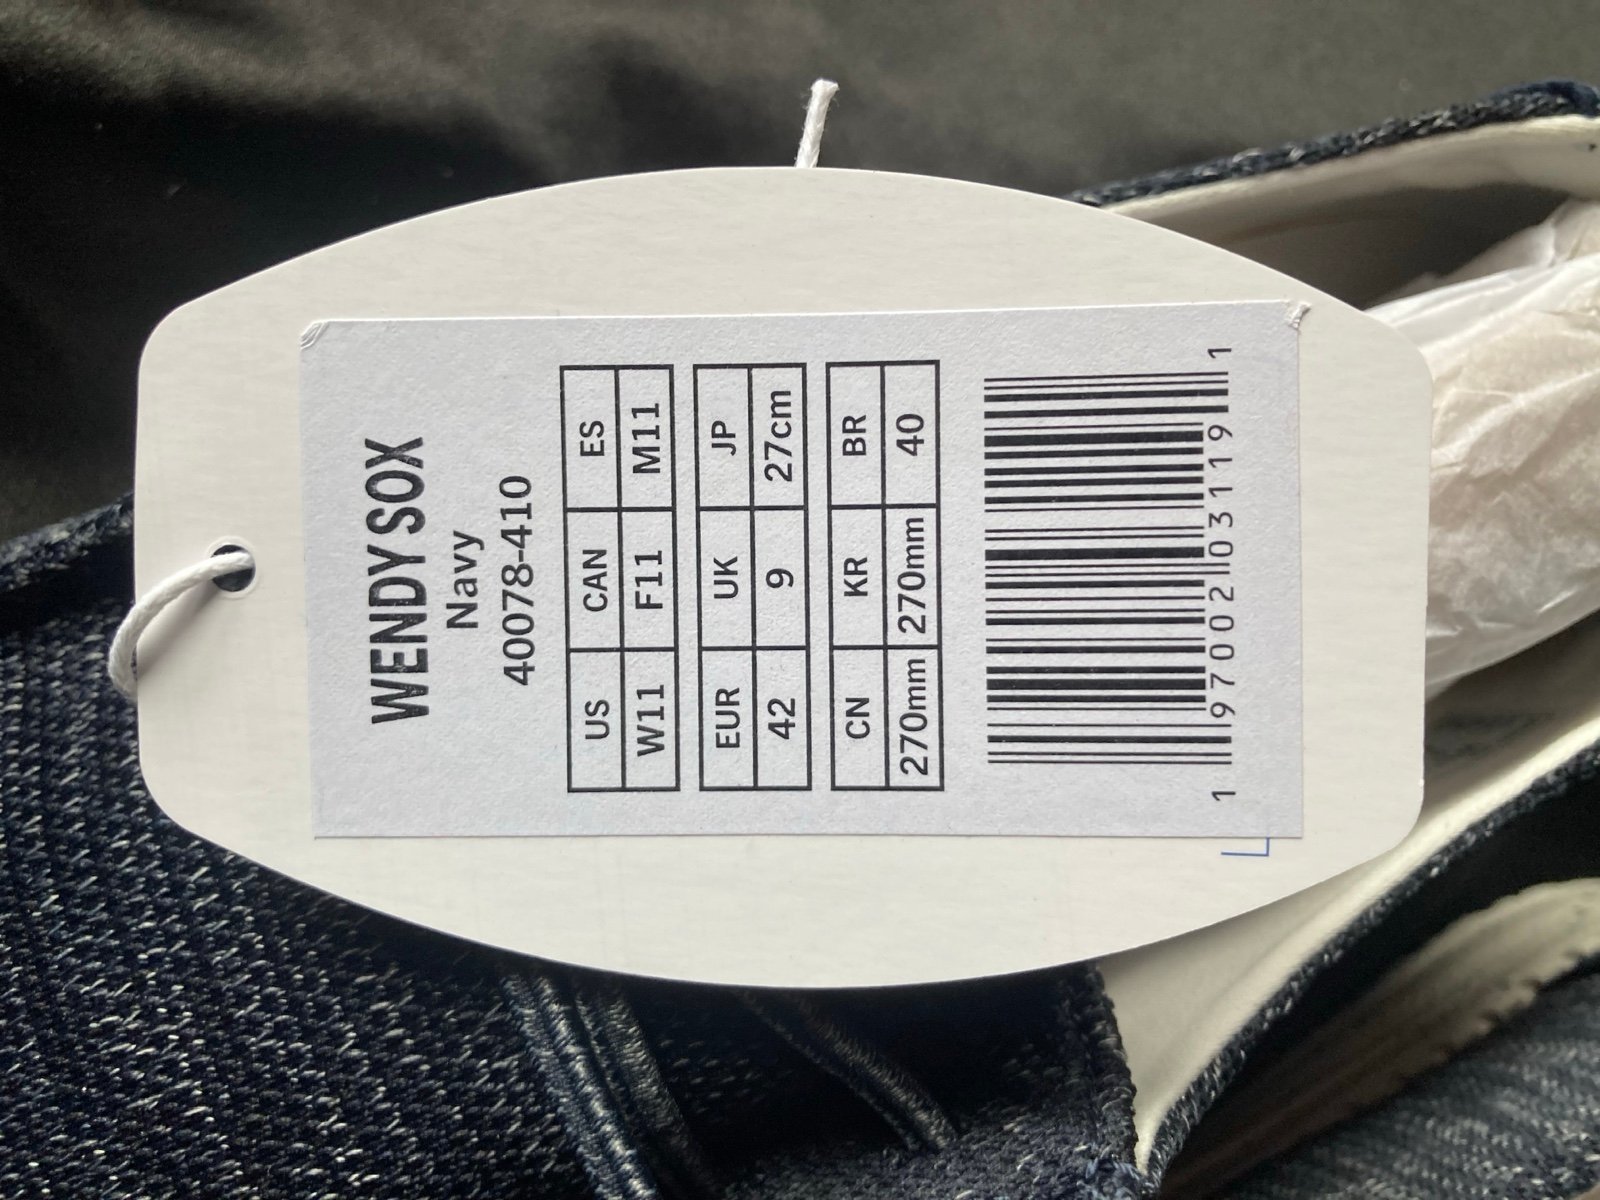 WENDY SOX
Navy
40078-410
US CAN ES
W11 F11 M11
EUR UK JP
42 9 27cm
CN KR BR
270mm 270mm 40
1 97002 03119 1